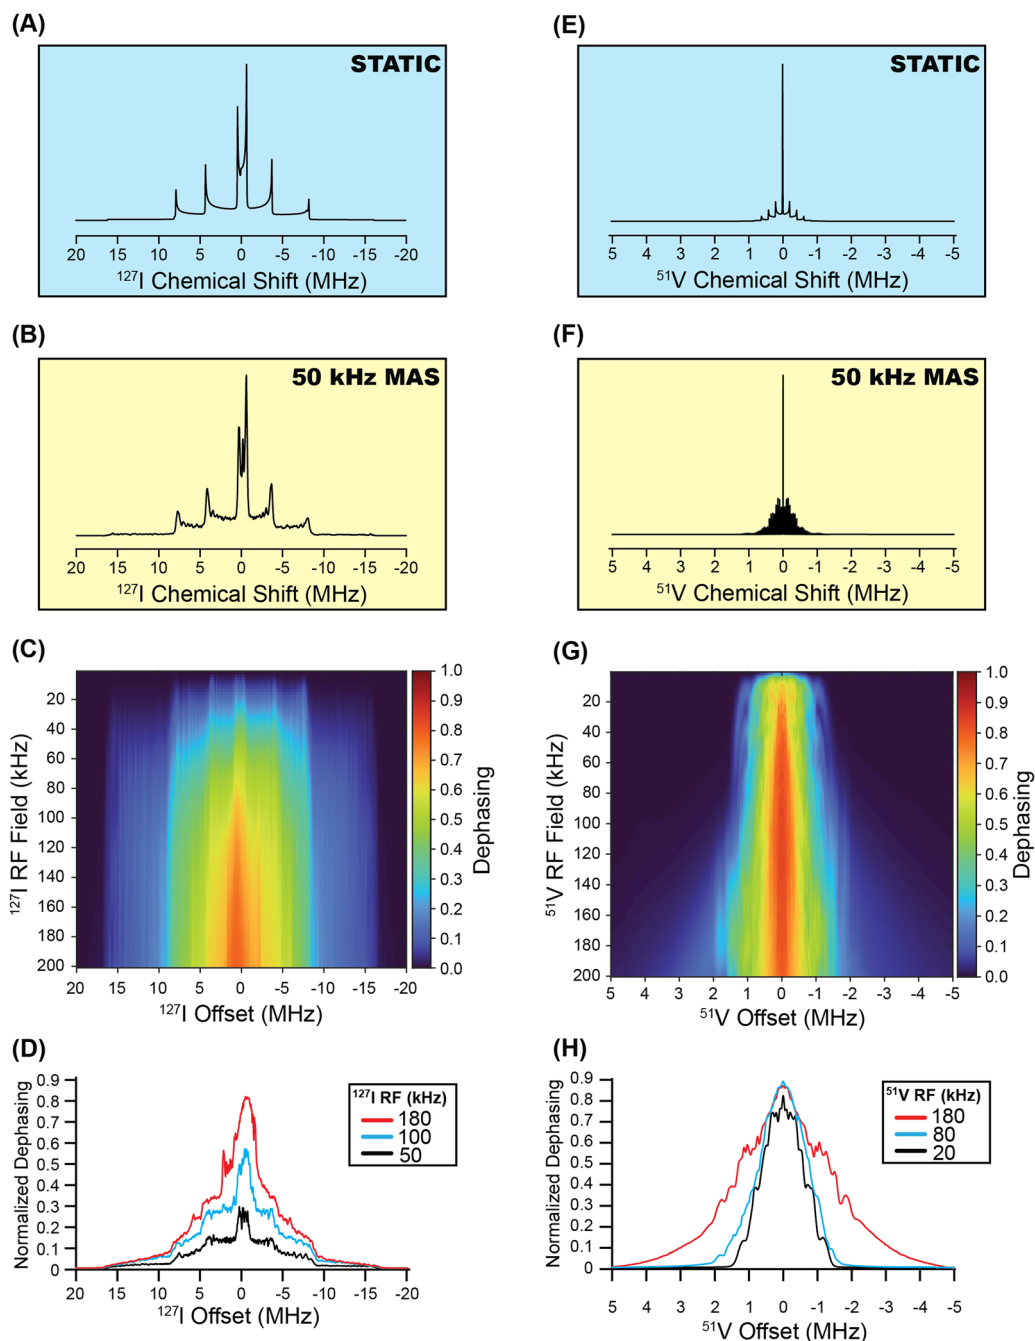 (A)
STATIC
20 15 10 5 0 -5 -10 -15 -20
127I Chemical Shift (MHz)
(B)
50 kHz MAS
20 15 10 5 0 -5 -10 -15 -20
127I Chemical Shift (MHz)
(C)
20
40
60
80
100
120
140
160
180
200
127I RF Field (kHz)
20 15 10 5 0 -5 -10 -15 -20
127I Offset (MHz)
1.0
0.9
0.8
0.7
0.6
0.5
0.4
0.3
0.2
0.1
0.0
Dephasing
(D)
Normalized Dephasing
0.9
0.8
0.7
0.6
0.5
0.4
0.3
0.2
0.1
0
127I RF (kHz)
180
100
50
20 15 10 5 0 -5 -10 -15 -20
127I Offset (MHz)
(E)
STATIC
5 4 3 2 1 0 -1 -2 -3 -4 -5
51V Chemical Shift (MHz)
(F)
50 kHz MAS
5 4 3 2 1 0 -1 -2 -3 -4 -5
51V Chemical Shift (MHz)
(G)
20
40
60
80
100
120
140
160
180
200
51V RF Field (kHz)
5 4 3 2 1 0 -1 -2 -3 -4 -5
51V Offset (MHz)
1.0
0.9
0.8
0.7
0.6
0.5
0.4
0.3
0.2
0.1
0.0
Dephasing
(H)
Normalized Dephasing
0.9
0.8
0.7
0.6
0.5
0.4
0.3
0.2
0.1
0
51V RF (kHz)
180
80
20
5 4 3 2 1 0 -1 -2 -3 -4 -5
51V Offset (MHz)